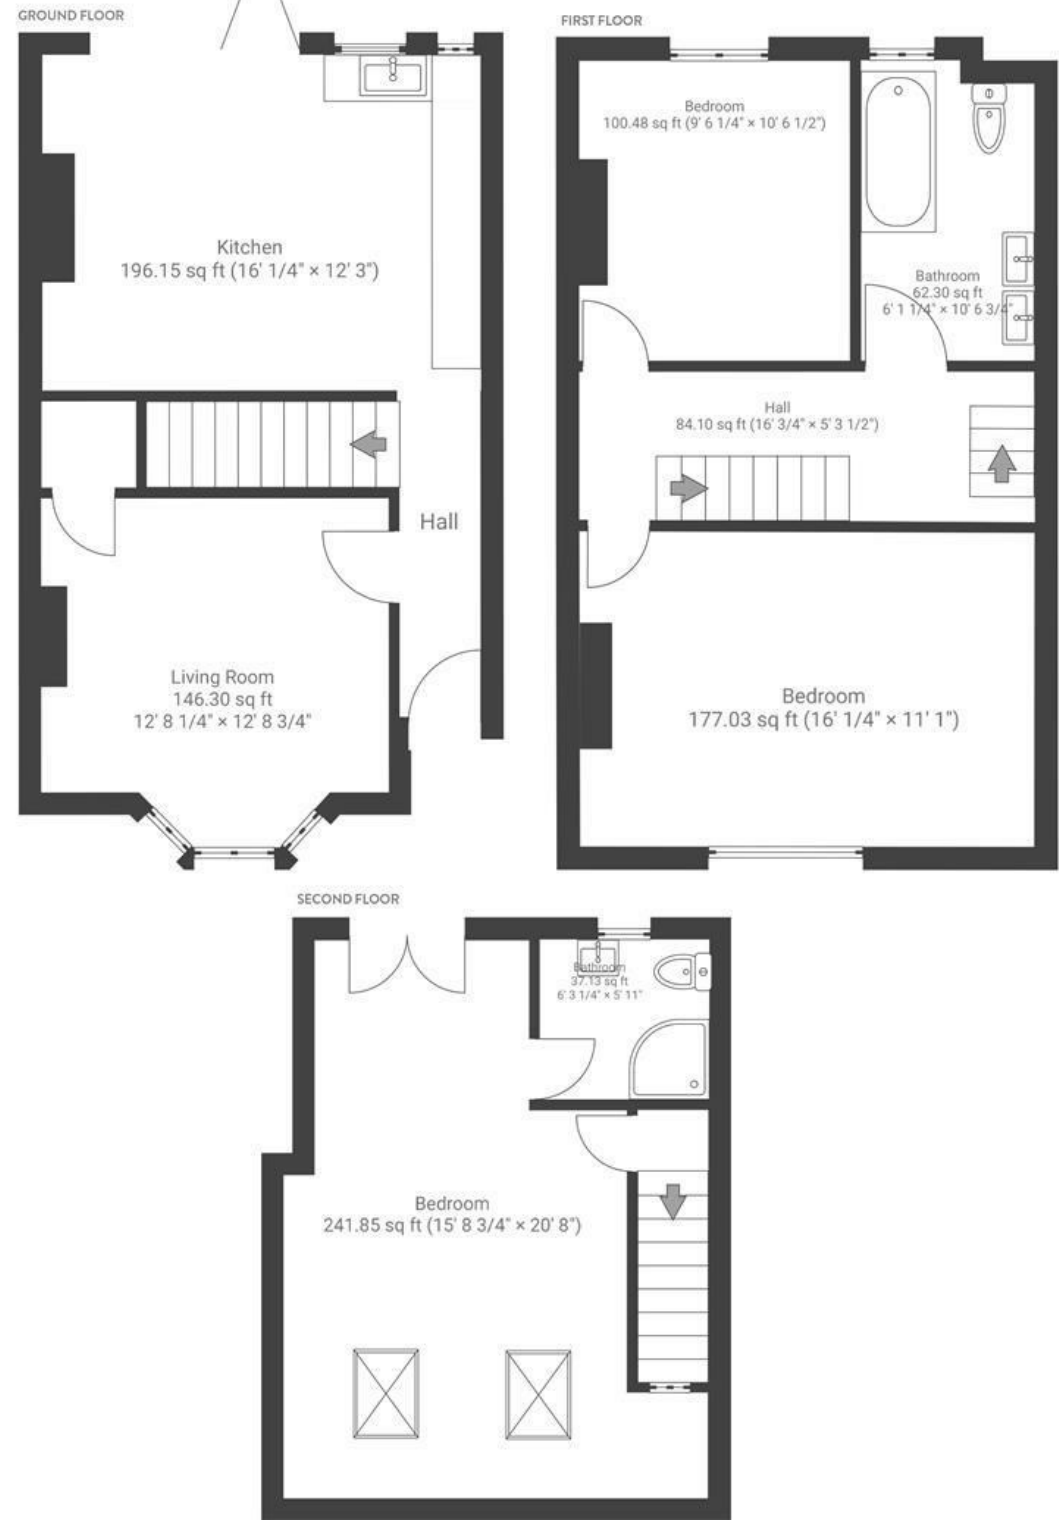 GROUND FLOOR
Kitchen
196.15 sq ft (16' 1/4" × 12' 3")
Hall
Living Room
146.30 sq ft
12' 8 1/4" × 12' 8 3/4"
FIRST FLOOR
Bedroom
100.48 sq ft (9' 6 1/4" × 10' 6 1/2")
Bathroom
62.30 sq ft
6' 1 1/4" × 10' 6 3/4"
Hall
84.10 sq ft (16' 3/4" × 5' 3 1/2")
Bedroom
177.03 sq ft (16' 1/4" × 11' 1")
SECOND FLOOR
Bathroom
37.13 sq ft
6' 3 1/4" × 5' 11"
Bedroom
241.85 sq ft (15' 8 3/4" × 20' 8")